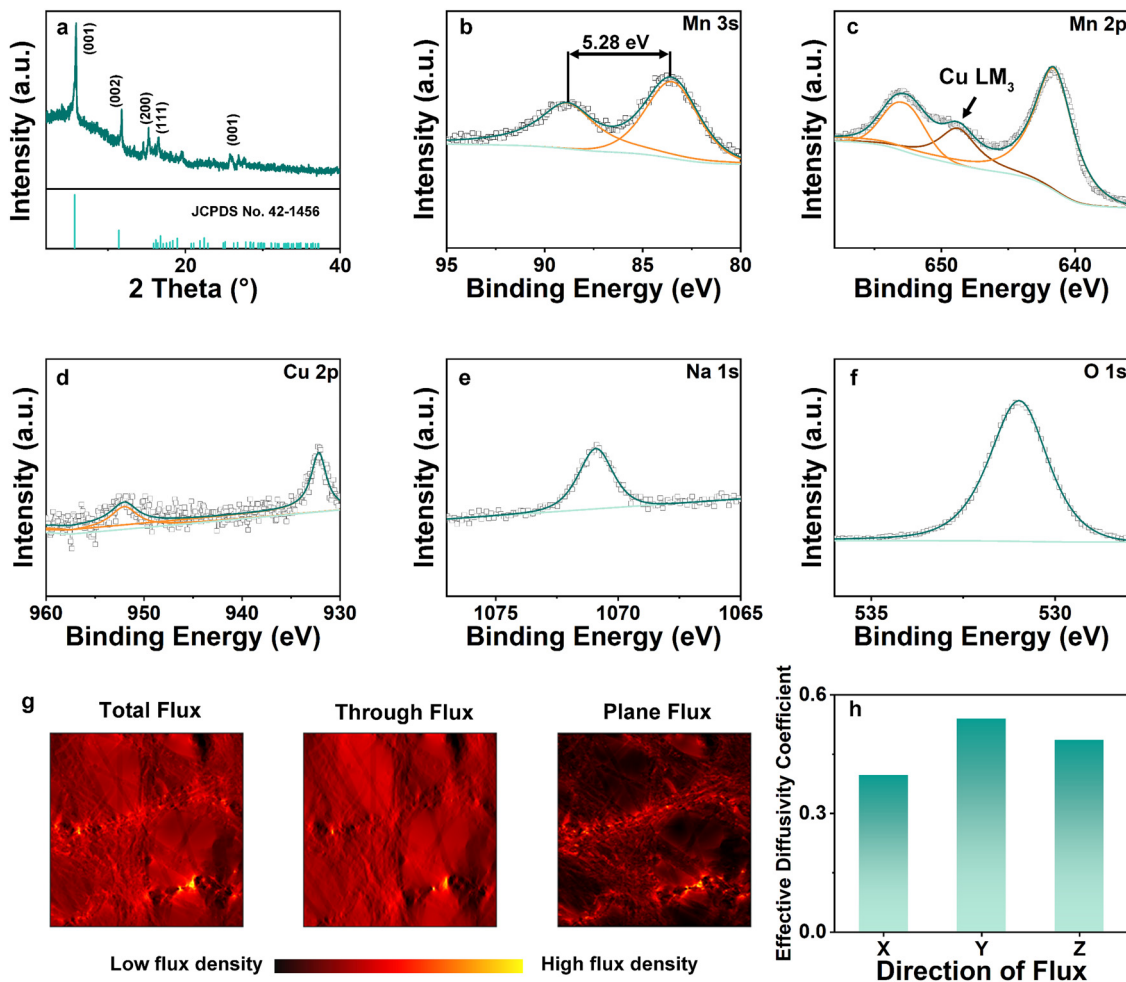 a
(001)
(002)
(200)
(111)
(001)
JCPDS No. 42-1456
Intensity (a.u.)
20
40
2 Theta (°)
b
Mn 3s
5.28 eV
Intensity (a.u.)
95
90
85
80
Binding Energy (eV)
c
Mn 2p
Cu LM3
Intensity (a.u.)
650
640
Binding Energy (eV)
d
Cu 2p
Intensity (a.u.)
960
950
940
930
Binding Energy (eV)
e
Na 1s
Intensity (a.u.)
1075
1070
1065
Binding Energy (eV)
f
O 1s
Intensity (a.u.)
535
530
Binding Energy (eV)
g
Total Flux
Through Flux
Plane Flux
Low flux density
High flux density
h
Effective Diffusivity Coefficient
0.6
0.3
0.0
X
Y
Z
Direction of Flux